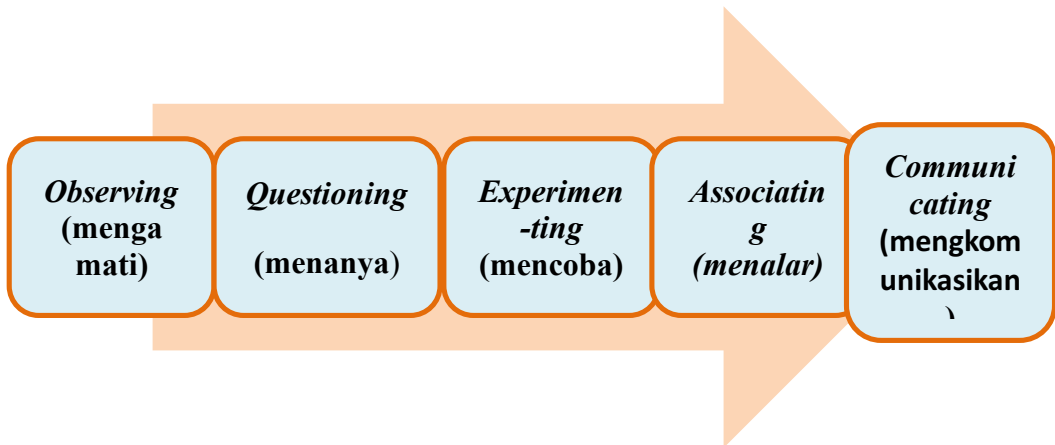 Observing
(menga
mati)
Questioning
(menanya)
Experimen
-ting
(mencoba)
Associatin
g
(menalar)
Communi
cating
(mengkom
unikasikan
)